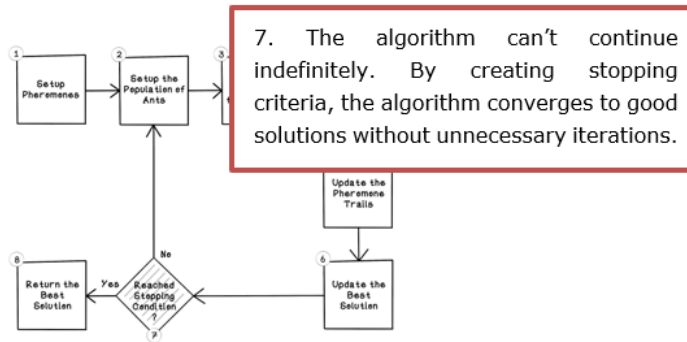 7. The algorithm can’t continue
indefinitely. By creating stopping
criteria, the algorithm converges to good
solutions without unnecessary iterations.
1
Setup
Pheremones
2
Setup the
Population of
Ants
3
Update the
Pheremone
Trails
6
Update the
Best
Solution
No
Yes
Reached
Stopping
Condition
?
7
8
Return the
Best
Solution